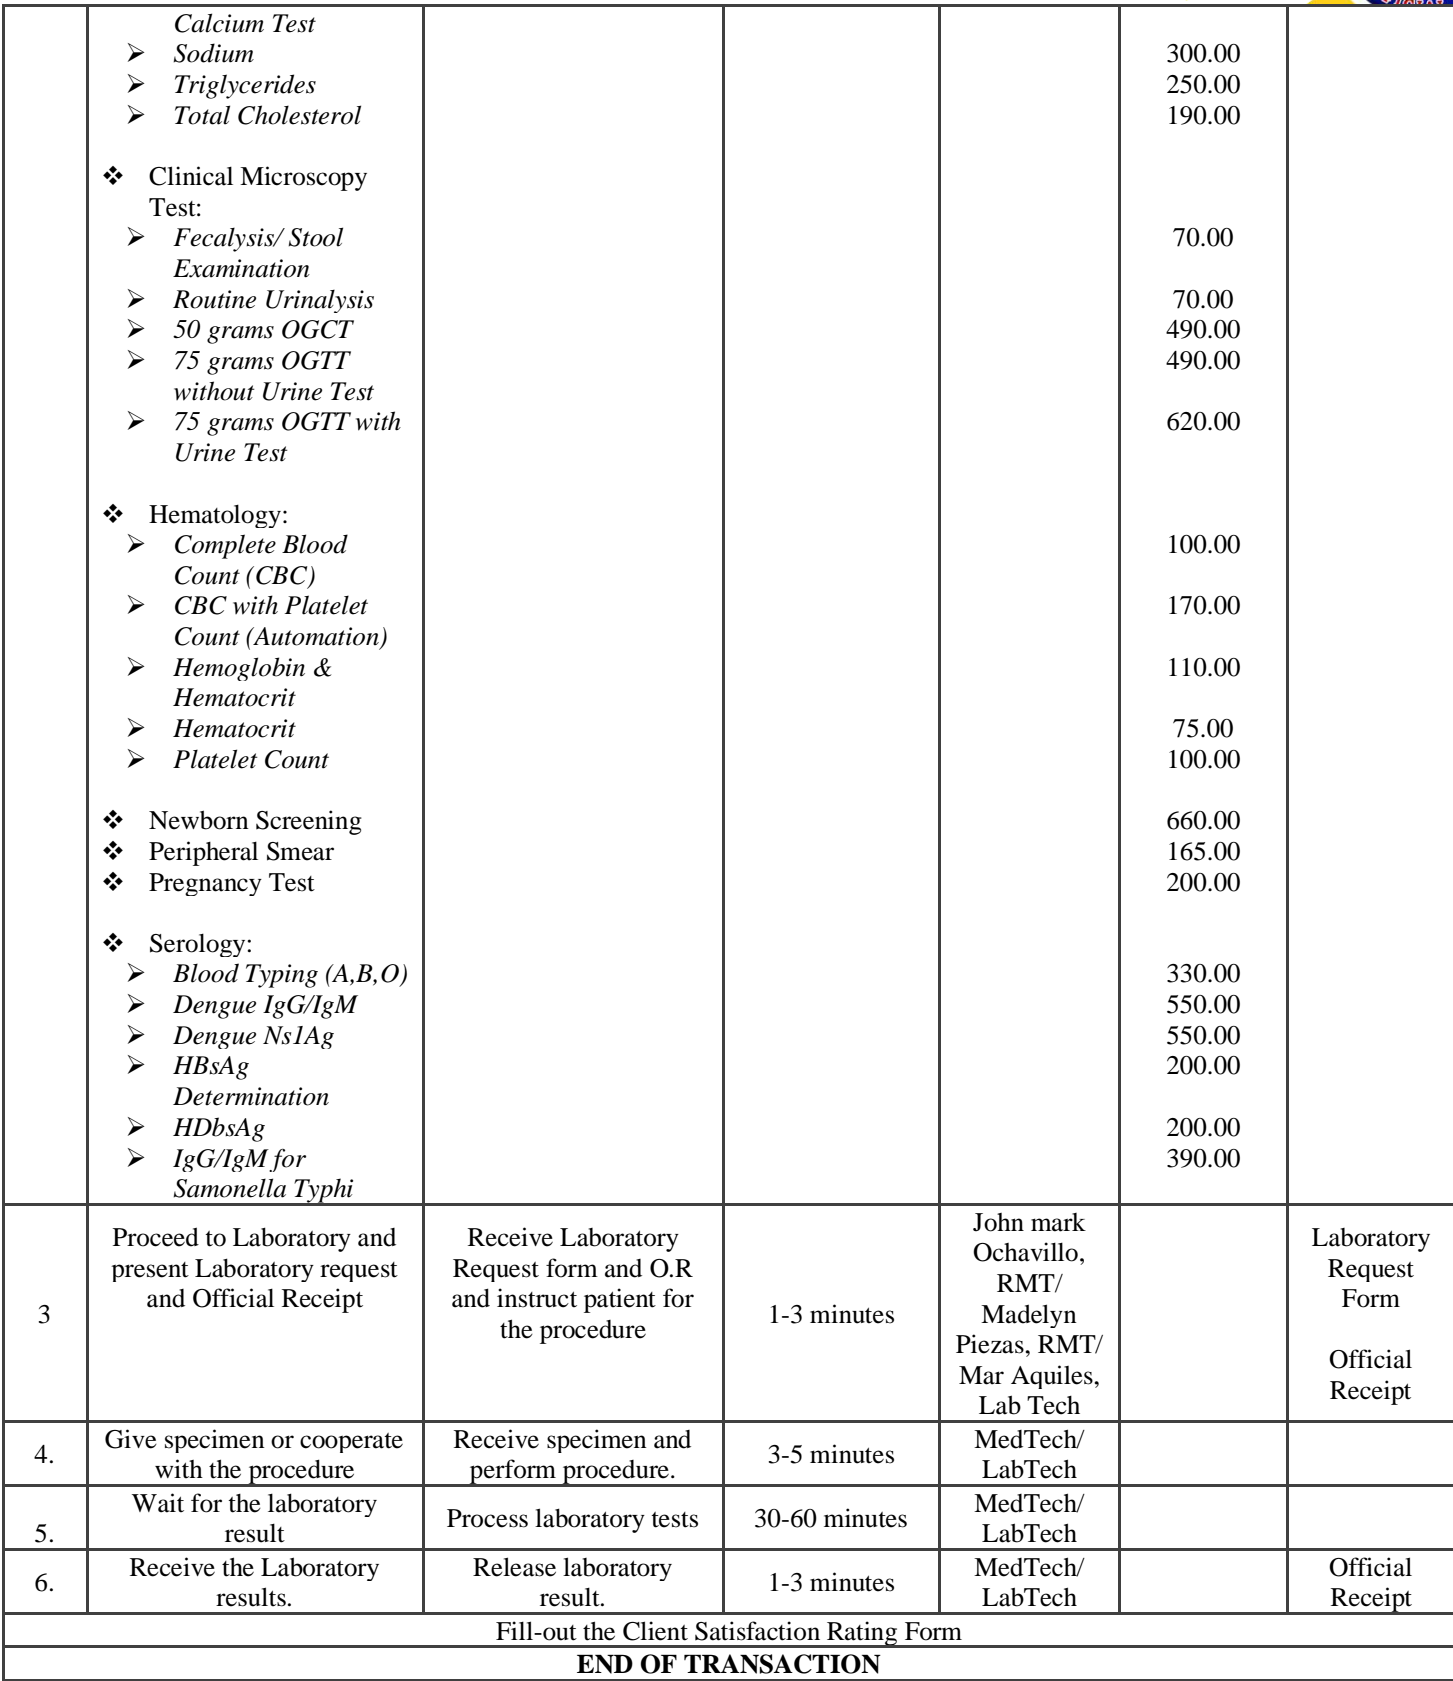 Calcium Test
➢ Sodium 300.00
➢ Triglycerides 250.00
➢ Total Cholesterol 190.00
❖ Clinical Microscopy
Test:
➢ Fecalysis/ Stool 70.00
Examination
➢ Routine Urinalysis 70.00
➢ 50 grams OGCT 490.00
➢ 75 grams OGTT 490.00
without Urine Test
➢ 75 grams OGTT with 620.00
Urine Test
❖ Hematology:
➢ Complete Blood 100.00
Count (CBC)
➢ CBC with Platelet 170.00
Count (Automation)
➢ Hemoglobin & 110.00
Hematocrit
➢ Hematocrit 75.00
➢ Platelet Count 100.00
❖ Newborn Screening 660.00
❖ Peripheral Smear 165.00
❖ Pregnancy Test 200.00
❖ Serology:
➢ Blood Typing (A,B,O) 330.00
➢ Dengue IgG/IgM 550.00
➢ Dengue Ns1Ag 550.00
➢ HBsAg 200.00
Determination
➢ HDbsAg 200.00
➢ IgG/IgM for 390.00
Samonella Typhi
3
Proceed to Laboratory and
present Laboratory request
and Official Receipt
Receive Laboratory
Request form and O.R
and instruct patient for
the procedure
1-3 minutes
John mark
Ochavillo,
RMT/
Madelyn
Piezas, RMT/
Mar Aquiles,
Lab Tech
Laboratory
Request
Form
Official
Receipt
4.
Give specimen or cooperate
with the procedure
Receive specimen and
perform procedure.
3-5 minutes
MedTech/
LabTech
5.
Wait for the laboratory
result
Process laboratory tests
30-60 minutes
MedTech/
LabTech
6.
Receive the Laboratory
results.
Release laboratory
result.
1-3 minutes
MedTech/
LabTech
Official
Receipt
Fill-out the Client Satisfaction Rating Form
END OF TRANSACTION